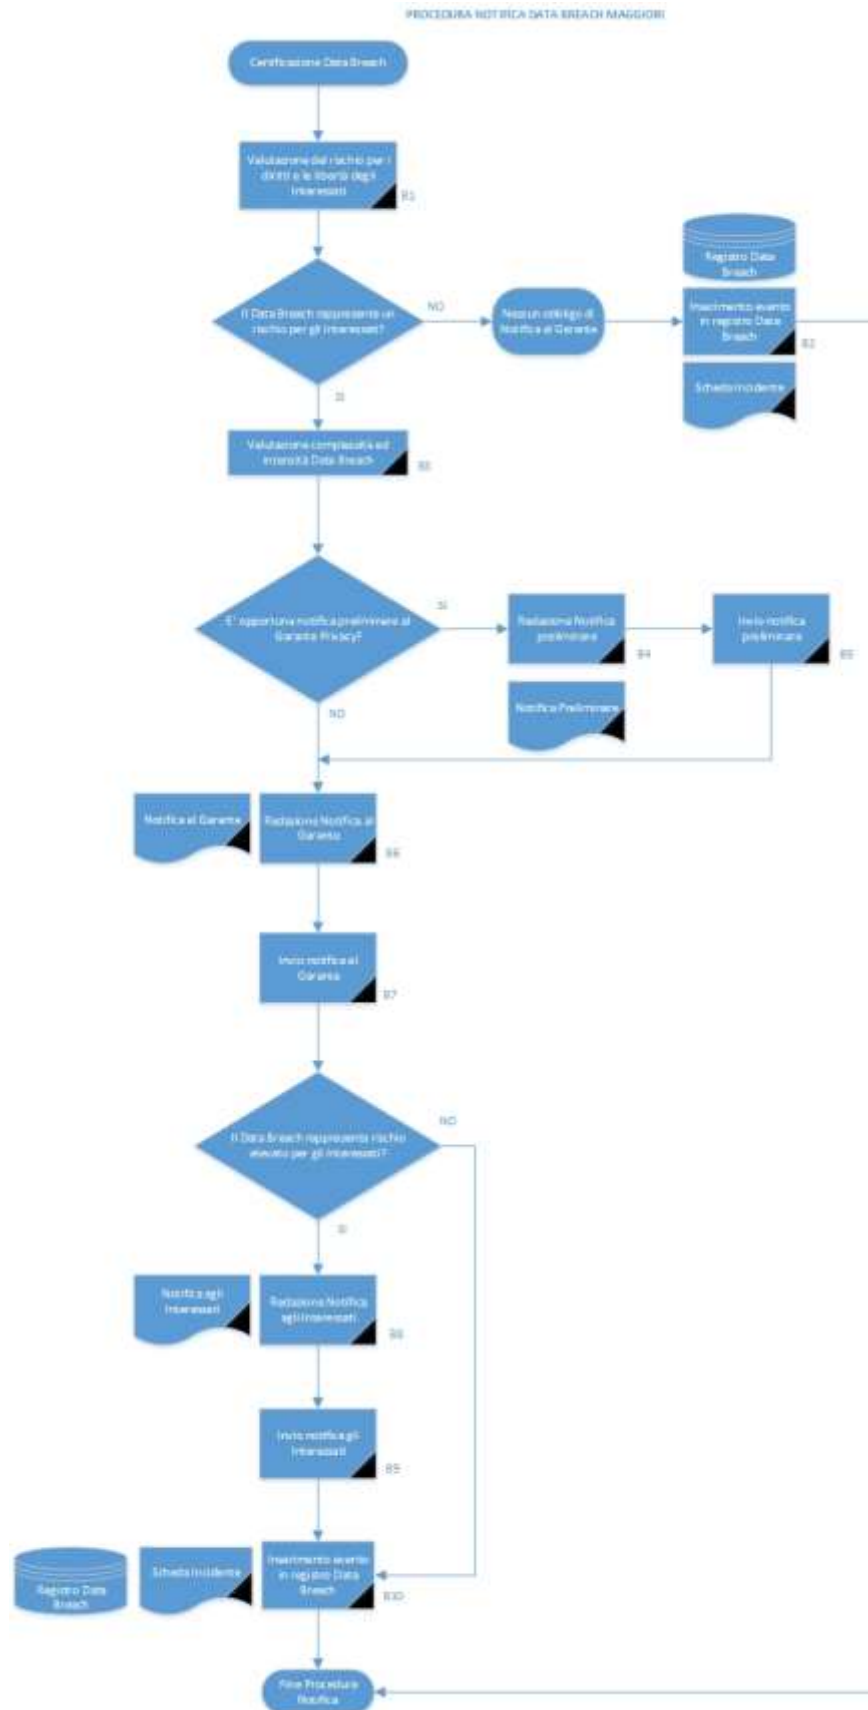 PROCEDURA NOTIFICA DATA BREACH MAGGIORI
Certificazione Data Breach
Valutazione del rischio per i
diritti e le libertà degli
Interessati
B1
Il Data Breach rappresenta un
rischio per gli Interessati?
NO
Nessun obbligo di
Notifica al Garante
Registro Data
Breach
Inserimento evento
in registro Data
Breach
B2
Scheda Incidente
SI
Valutazione complessità ed
intensità Data Breach
E' opportuna notifica preliminare al
Garante Privacy?
SI
Redazione Notifica
preliminare
B4
Invio notifica
preliminare
B5
Notifica Preliminare
NO
Notifica al Garante
Redazione Notifica al
Garante
B6
Invio notifica al
Garante
B7
Il Data Breach rappresenta rischio
elevato per gli Interessati?
NO
SI
Notifica agli
Interessati
Redazione Notifica
agli Interessati
B8
Invio notifica gli
Interessati
B9
Registro Data
Breach
Scheda Incidente
Inserimento evento
in registro Data
Breach
B10
Fine Procedura
Notifica